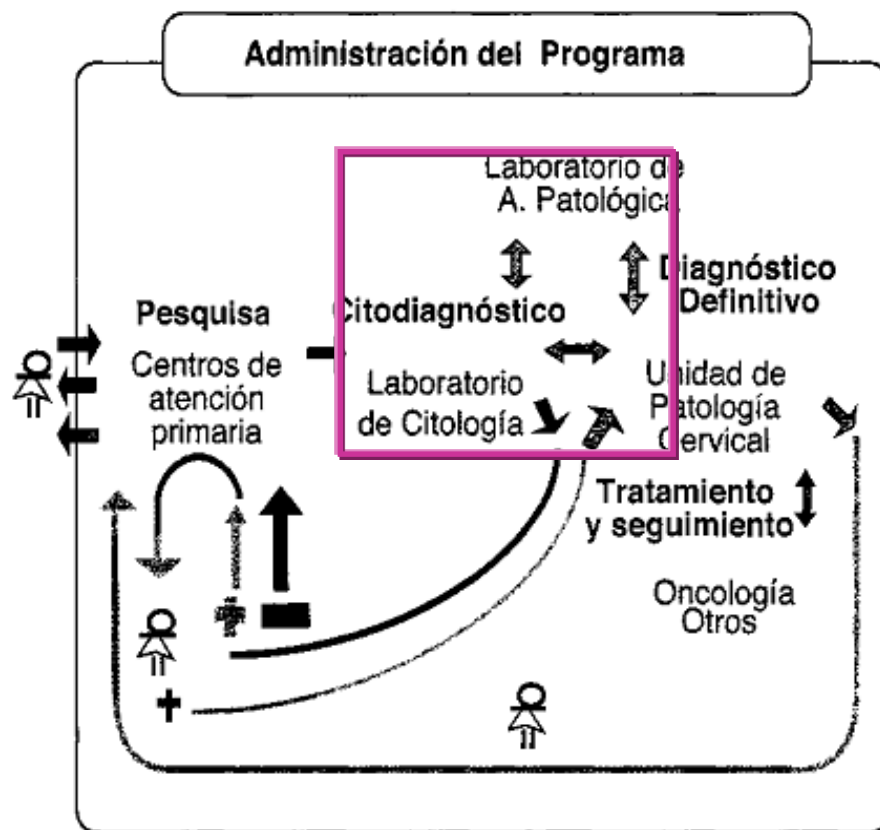 Administración del Programa
Laboratorio de
A. Patológica
Diagnóstico
Definitivo
Citodiagnóstico
Pesquisa
Centros de
atención
primaria
Laboratorio
de Citología
Unidad de
Patología
Cervical
Tratamiento
y seguimiento
Oncología
Otros